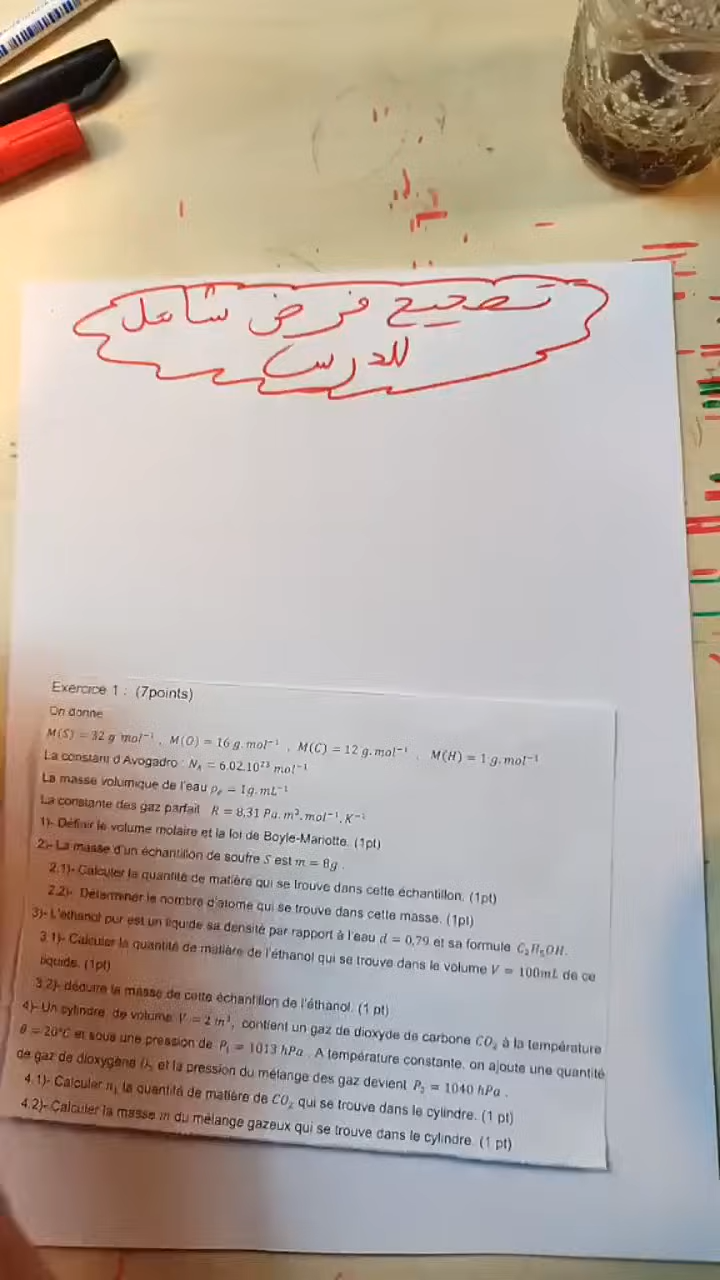 تصحيح فرض شامل
للدرس
Exercice 1 : (7points)
On donne
M(S) = 32 g mol⁻¹ , M(O) = 16 g. mol⁻¹ , M(C) = 12 g. mol⁻¹ , M(H) = 1 g. mol⁻¹
La constant d'Avogadro : Nₐ = 6.02.10²³ mol⁻¹
La masse volumique de l'eau ρₑ = 1g. mL⁻¹
La constante des gaz parfait R = 8,31 Pa. m³. mol⁻¹. K⁻¹
1)- Définir le volume molaire et la loi de Boyle-Mariotte. (1pt)
2)- La masse d'un échantillon de soufre S est m = 8g .
2.1)- Calculer la quantité de matière qui se trouve dans cette échantillon. (1pt)
2.2)- Déterminer le nombre d'atome qui se trouve dans cette masse. (1pt)
3)- L'éthanol pur est un liquide sa densité par rapport à l'eau d = 0,79 et sa formule C₂H₅OH.
3.1)- Calculer la quantité de matière de l'éthanol qui se trouve dans le volume V = 100mL de ce
liquide. (1pt)
3.2)- déduire la masse de cette échantillon de l'éthanol. (1 pt)
4)- Un cylindre, de volume V = 2 m³, contient un gaz de dioxyde de carbone CO₂ à la température
θ = 20°C et sous une pression de P₁ = 1013 hPa . A température constante, on ajoute une quantité
de gaz de dioxygène O₂ et la pression du mélange des gaz devient P₂ = 1040 hPa .
4.1)- Calculer n₁ la quantité de matière de CO₂ qui se trouve dans le cylindre. (1 pt)
4.2)- Calculer la masse m du mélange gazeux qui se trouve dans le cylindre. (1 pt)